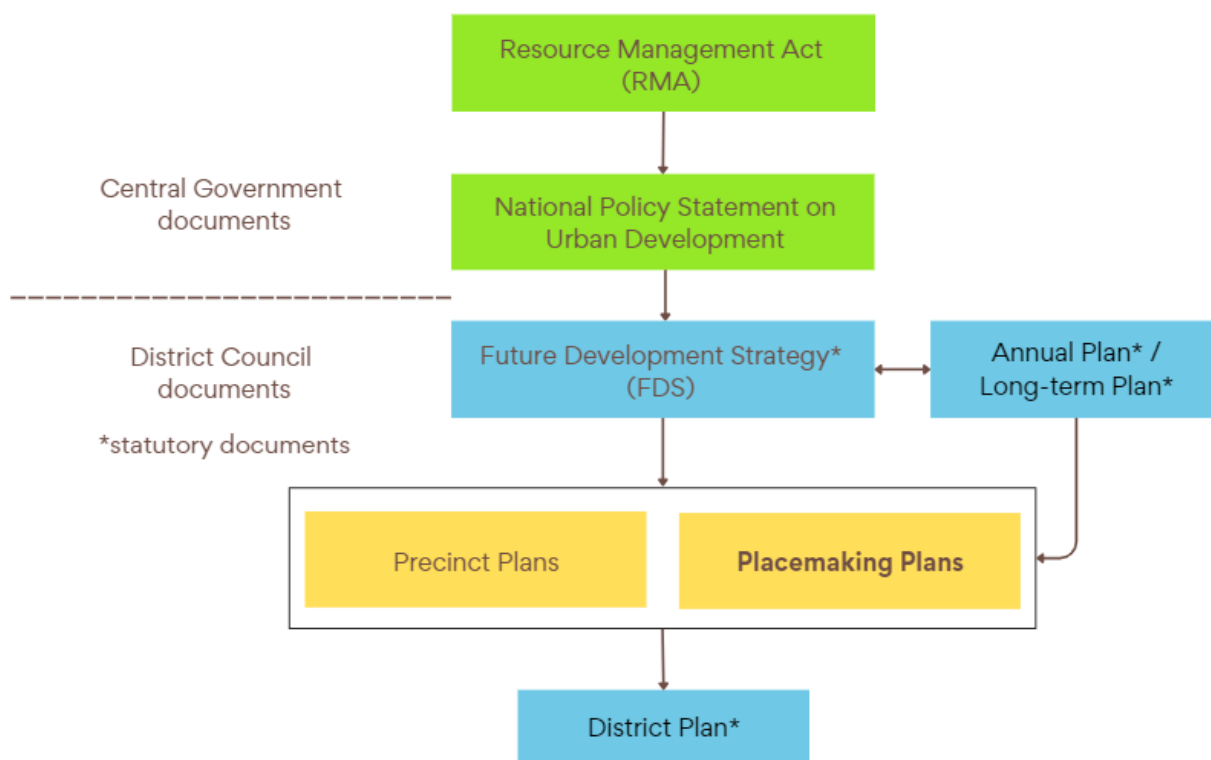 Resource Management Act
(RMA)
Central Government
documents
National Policy Statement on
Urban Development
District Council
documents
*statutory documents
Future Development Strategy*
(FDS)
Annual Plan* /
Long-term Plan*
Precinct Plans
Placemaking Plans
District Plan*